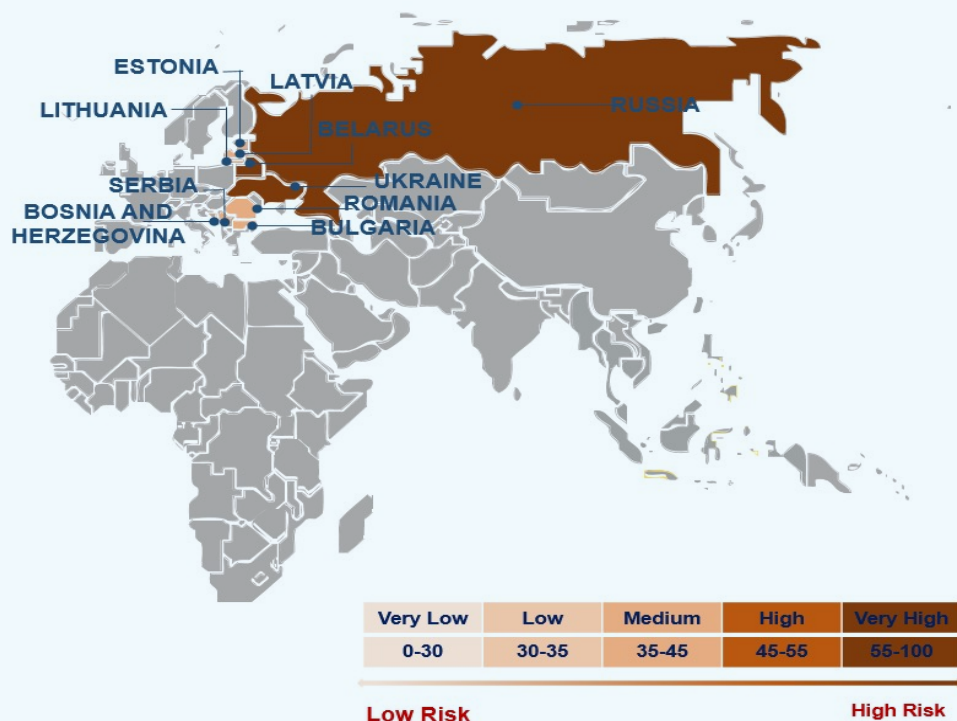 ESTONIA
LATVIA
LITHUANIA
RUSSIA
BELARUS
SERBIA
UKRAINE
BOSNIA AND
HERZEGOVINA
ROMANIA
BULGARIA
Very Low Low Medium High Very High
0-30 30-35 35-45 45-55 55-100
Low Risk High Risk